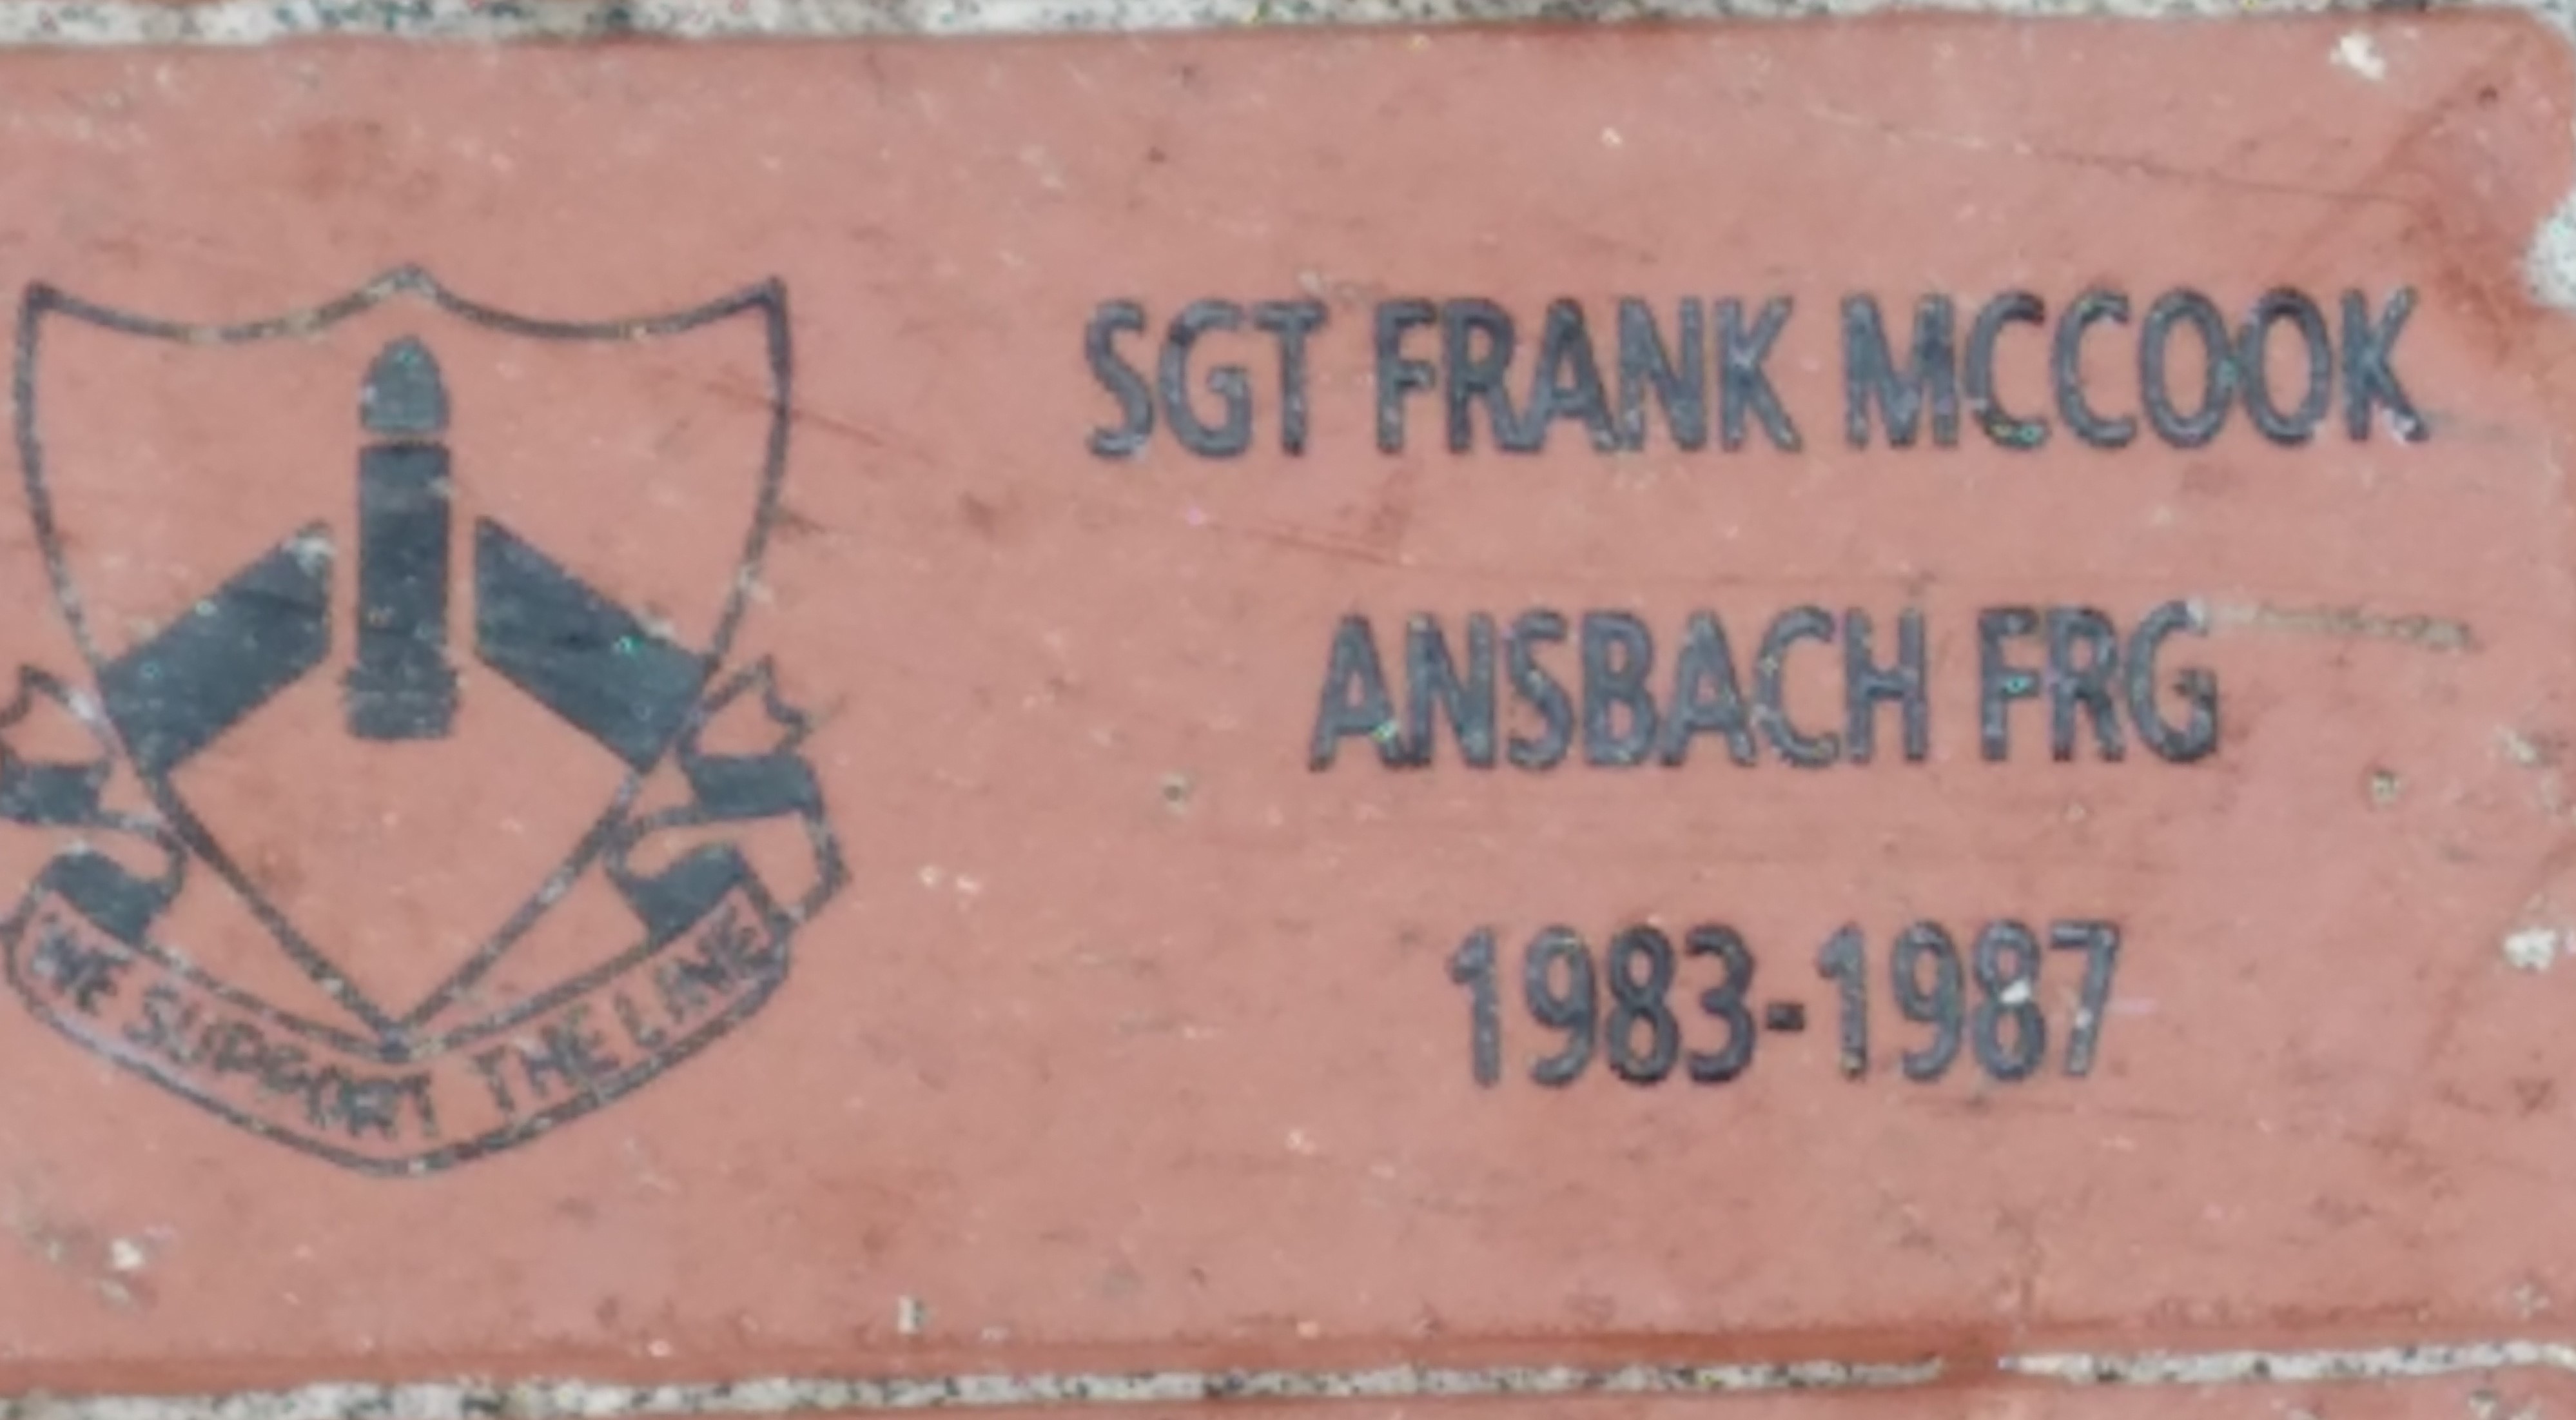 SGT FRANK MCCOOK
ANSBACH FRG
1983-1987
WE SUPPORT THE LINE